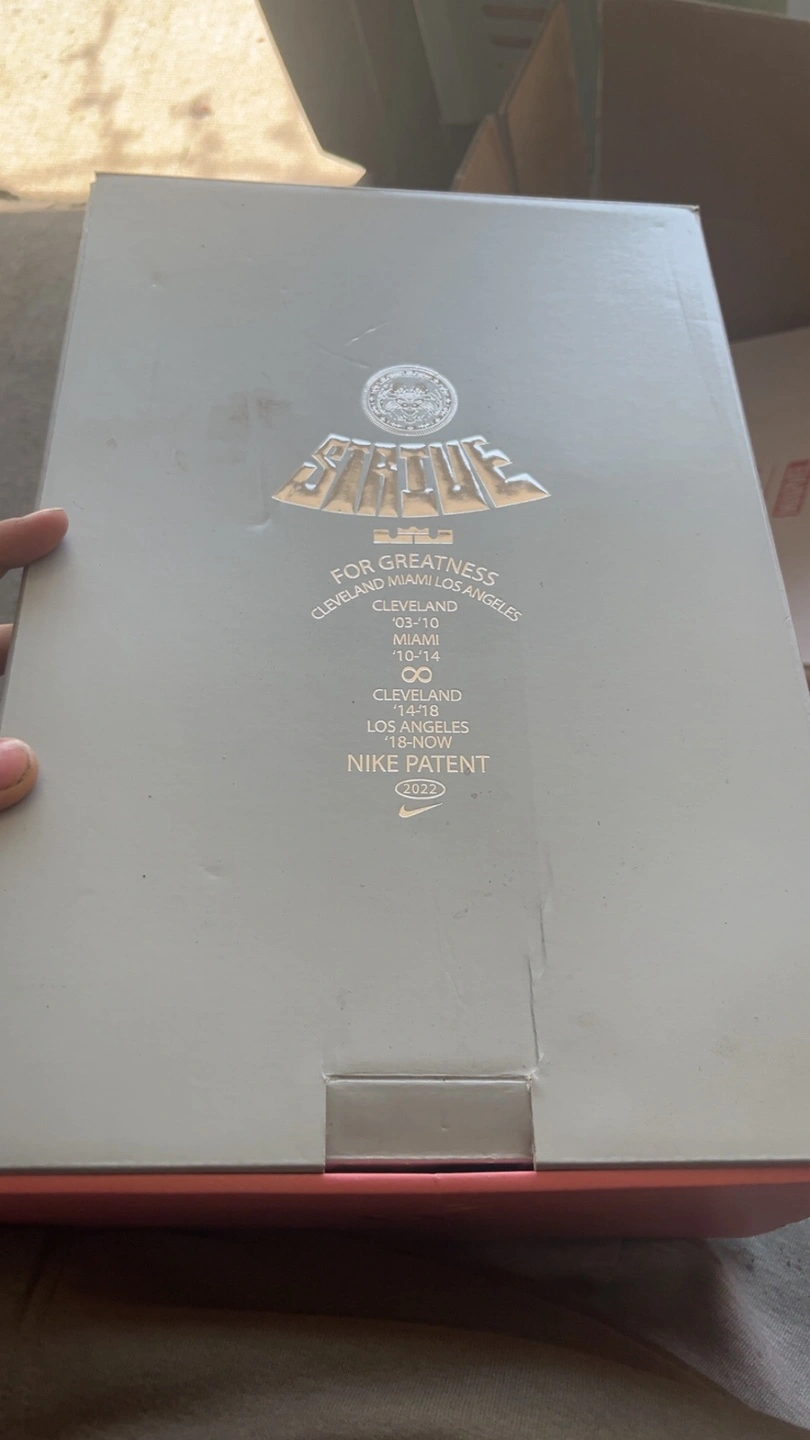 STATUE
FOR GREATNESS
CLEVELAND MIAMI LOS ANGELES
CLEVELAND
'03-'10
MIAMI
'10-'14
∞
CLEVELAND
'14-'18
LOS ANGELES
'18-NOW
NIKE PATENT
2022